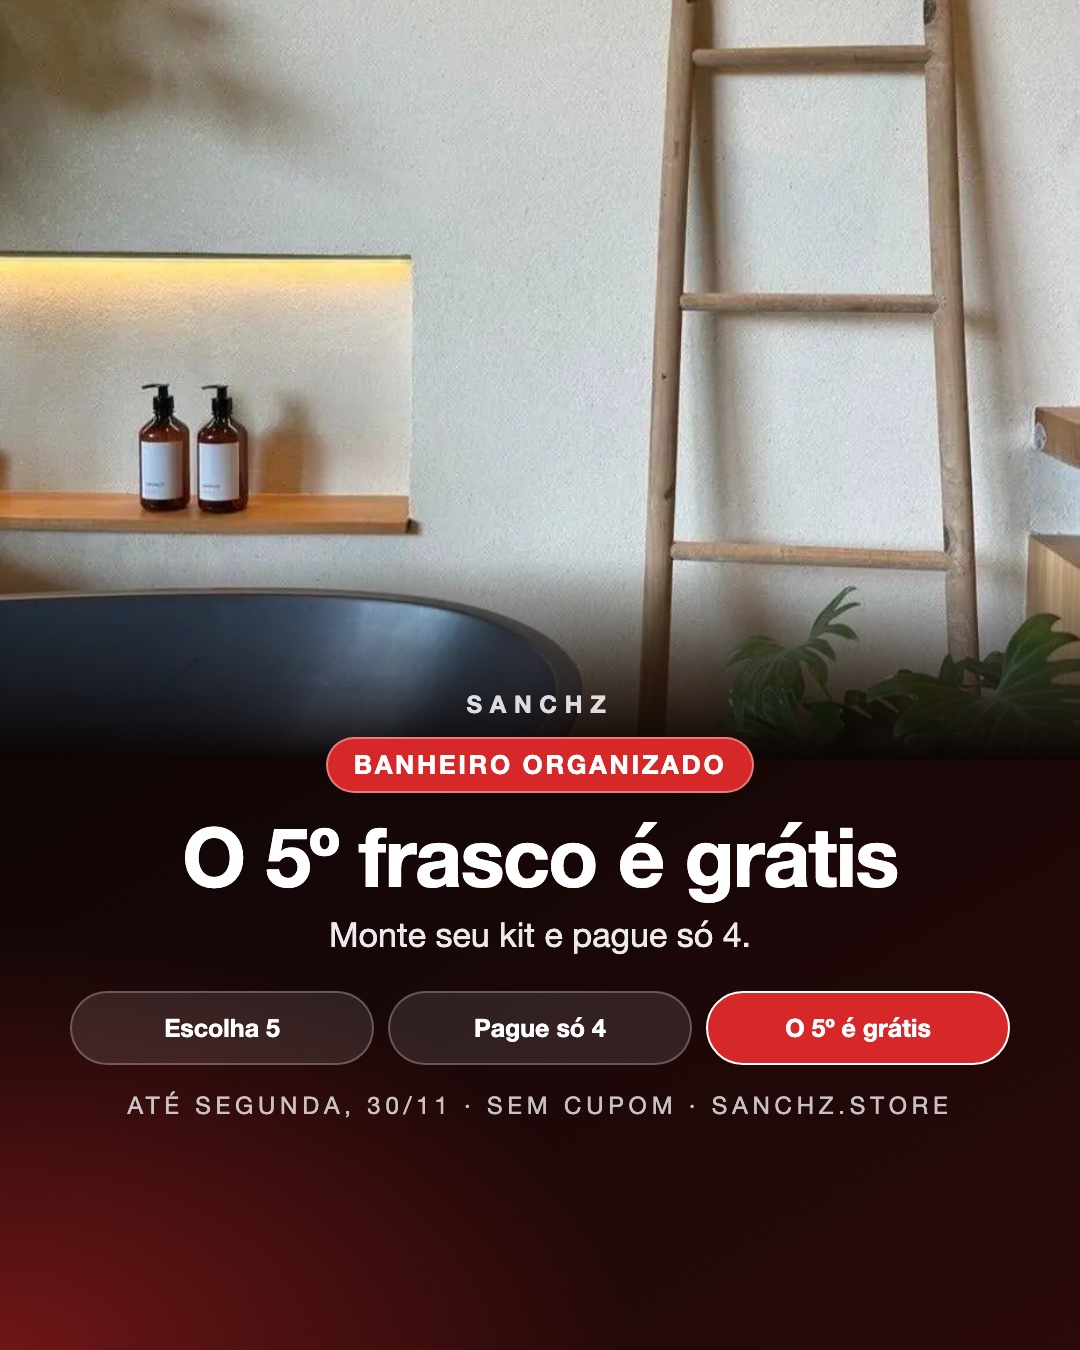 SANCHZ
BANHEIRO ORGANIZADO
O 5º frasco é grátis
Monte seu kit e pague só 4.
Escolha 5
Pague só 4
O 5º é grátis
ATÉ SEGUNDA, 30/11 · SEM CUPOM · SANCHZ.STORE